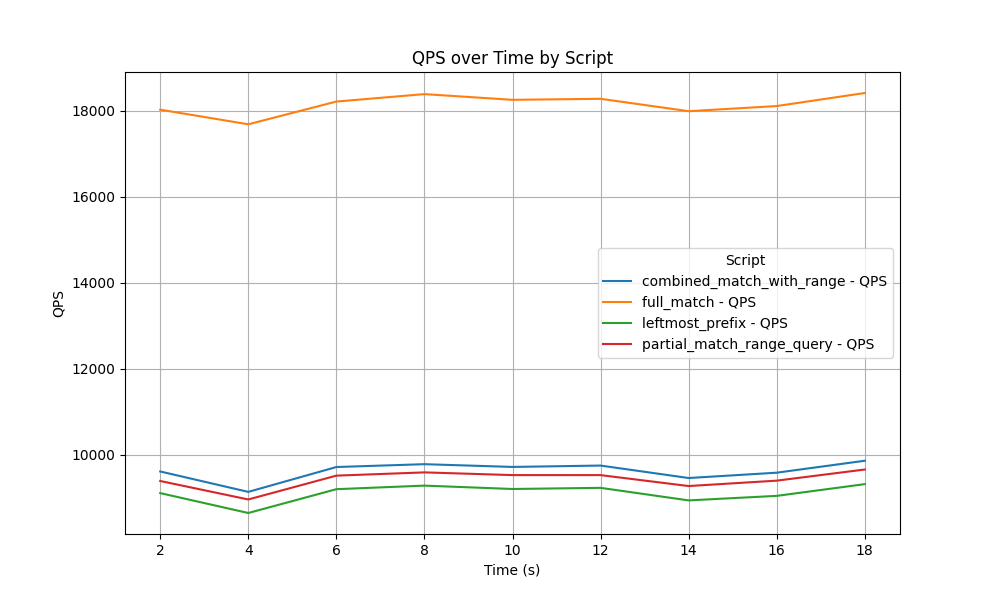 QPS over Time by Script
18000
16000
14000
12000
10000
QPS
Script
combined_match_with_range - QPS
full_match - QPS
leftmost_prefix - QPS
partial_match_range_query - QPS
2 4 6 8 10 12 14 16 18
Time (s)